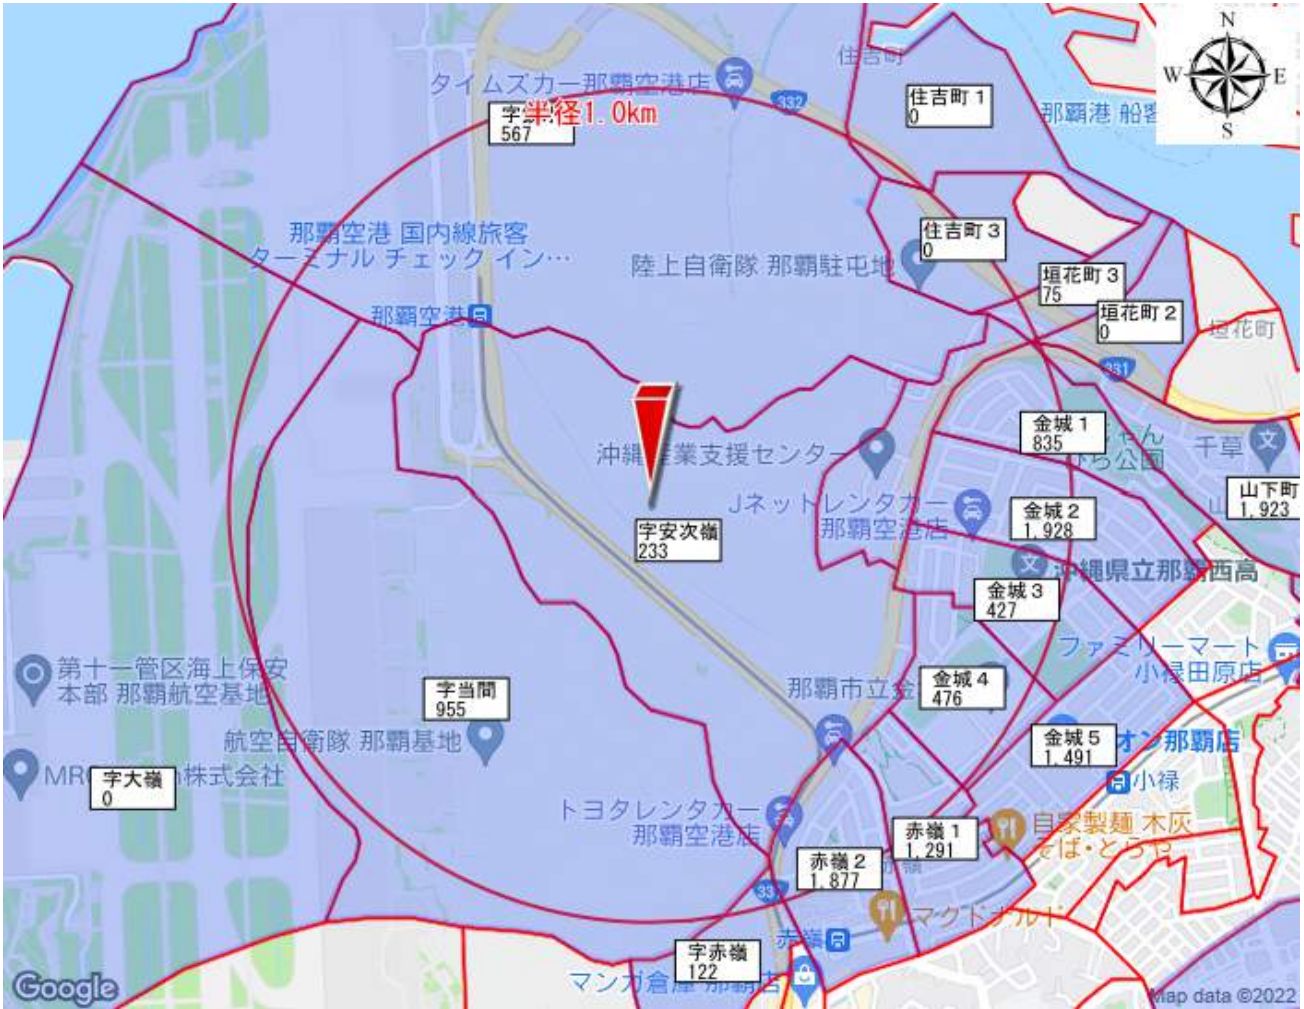 N
W
E
S
住吉町
タイムズカー那覇空港店
332
住吉町１
0
那覇港 船客
半径1.0km
567
那覇空港 国内線旅客
ターミナル チェック イン…
住吉町３
0
陸上自衛隊 那覇駐屯地
垣花町３
75
那覇空港
垣花町２
0
垣花町
331
金城１
835
千草
沖縄産業支援センター
山下町
1,923
Jネットレンタカー
那覇空港店
金城２
1,928
字安次嶺
233
沖縄県立那覇西高
金城３
427
ファミリーマート
小禄田原店
第十一管区海上保安
本部 那覇航空基地
字当間
955
那覇市立金
金城４
476
航空自衛隊 那覇基地
金城５
1,491
オン那覇店
小禄
字大嶺
0
株式会社
トヨタレンタカー
那覇空港店
自家製麺 木灰
そば・とらや
赤嶺１
1,291
赤嶺２
1,877
マクドナルド
赤嶺
字赤嶺
122
マンガ倉庫 那覇店
Google
Map data ©2022